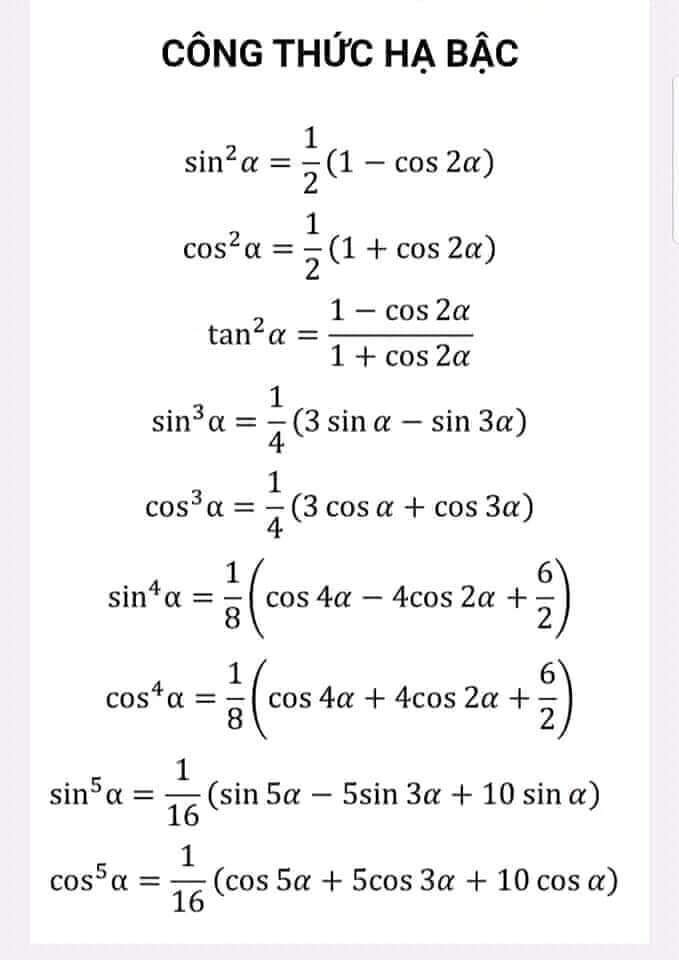 CÔNG THỨC HẠ BẬC
sin²α = 1/2 (1 − cos 2α)
cos²α = 1/2 (1 + cos 2α)
tan²α = (1 − cos 2α)/(1 + cos 2α)
sin³α = 1/4 (3 sin α − sin 3α)
cos³α = 1/4 (3 cos α + cos 3α)
sin⁴α = 1/8 (cos 4α − 4cos 2α + 6/2)
cos⁴α = 1/8 (cos 4α + 4cos 2α + 6/2)
sin⁵α = 1/16 (sin 5α − 5sin 3α + 10 sin α)
cos⁵α = 1/16 (cos 5α + 5cos 3α + 10 cos α)